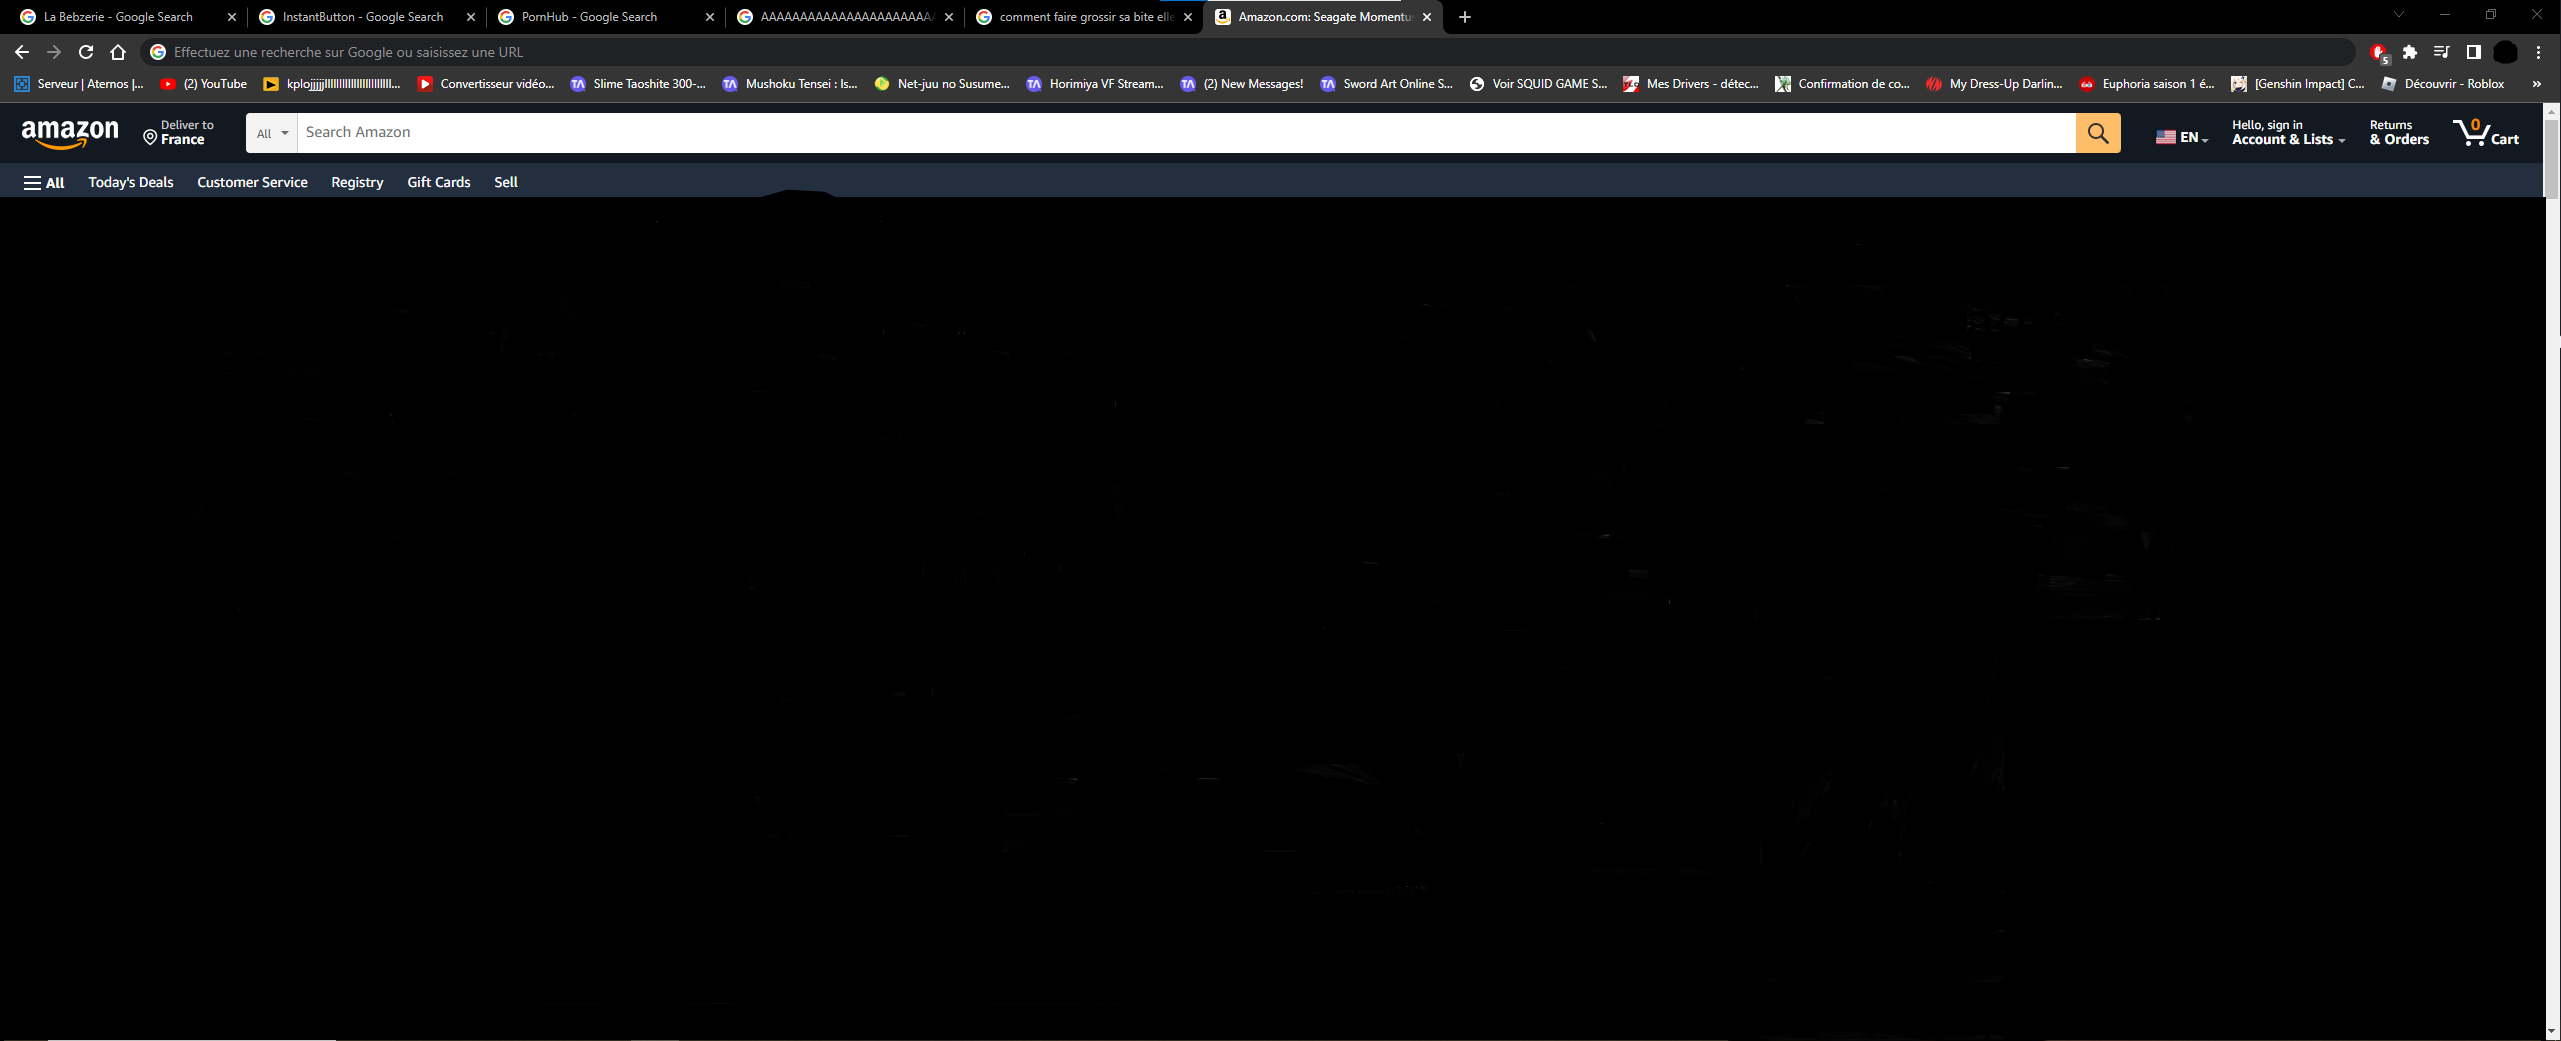 La Bebzerie - Google Search
InstantButton - Google Search
PornHub - Google Search
AAAAAAAAAAAAAAAAAAAAAA
comment faire grossir sa bite elle
Amazon.com: Seagate Momentus
Effectuez une recherche sur Google ou saisissez une URL
5
Serveur | Aternos |...
(2) YouTube
kplojjjjjlllllllllllllllllllllll...
Convertisseur vidéo...
Slime Taoshite 300-...
Mushoku Tensei : Is...
Net-juu no Susume...
Horimiya VF Stream...
(2) New Messages!
Sword Art Online S...
Voir SQUID GAME S...
Mes Drivers - détec...
Confirmation de co...
My Dress-Up Darlin...
Euphoria saison 1 é...
[Genshin Impact] C...
Découvrir - Roblox
»
amazon
Deliver to
France
All
Search Amazon
EN
Hello, sign in
Account & Lists
Returns
& Orders
0
Cart
All
Today's Deals
Customer Service
Registry
Gift Cards
Sell